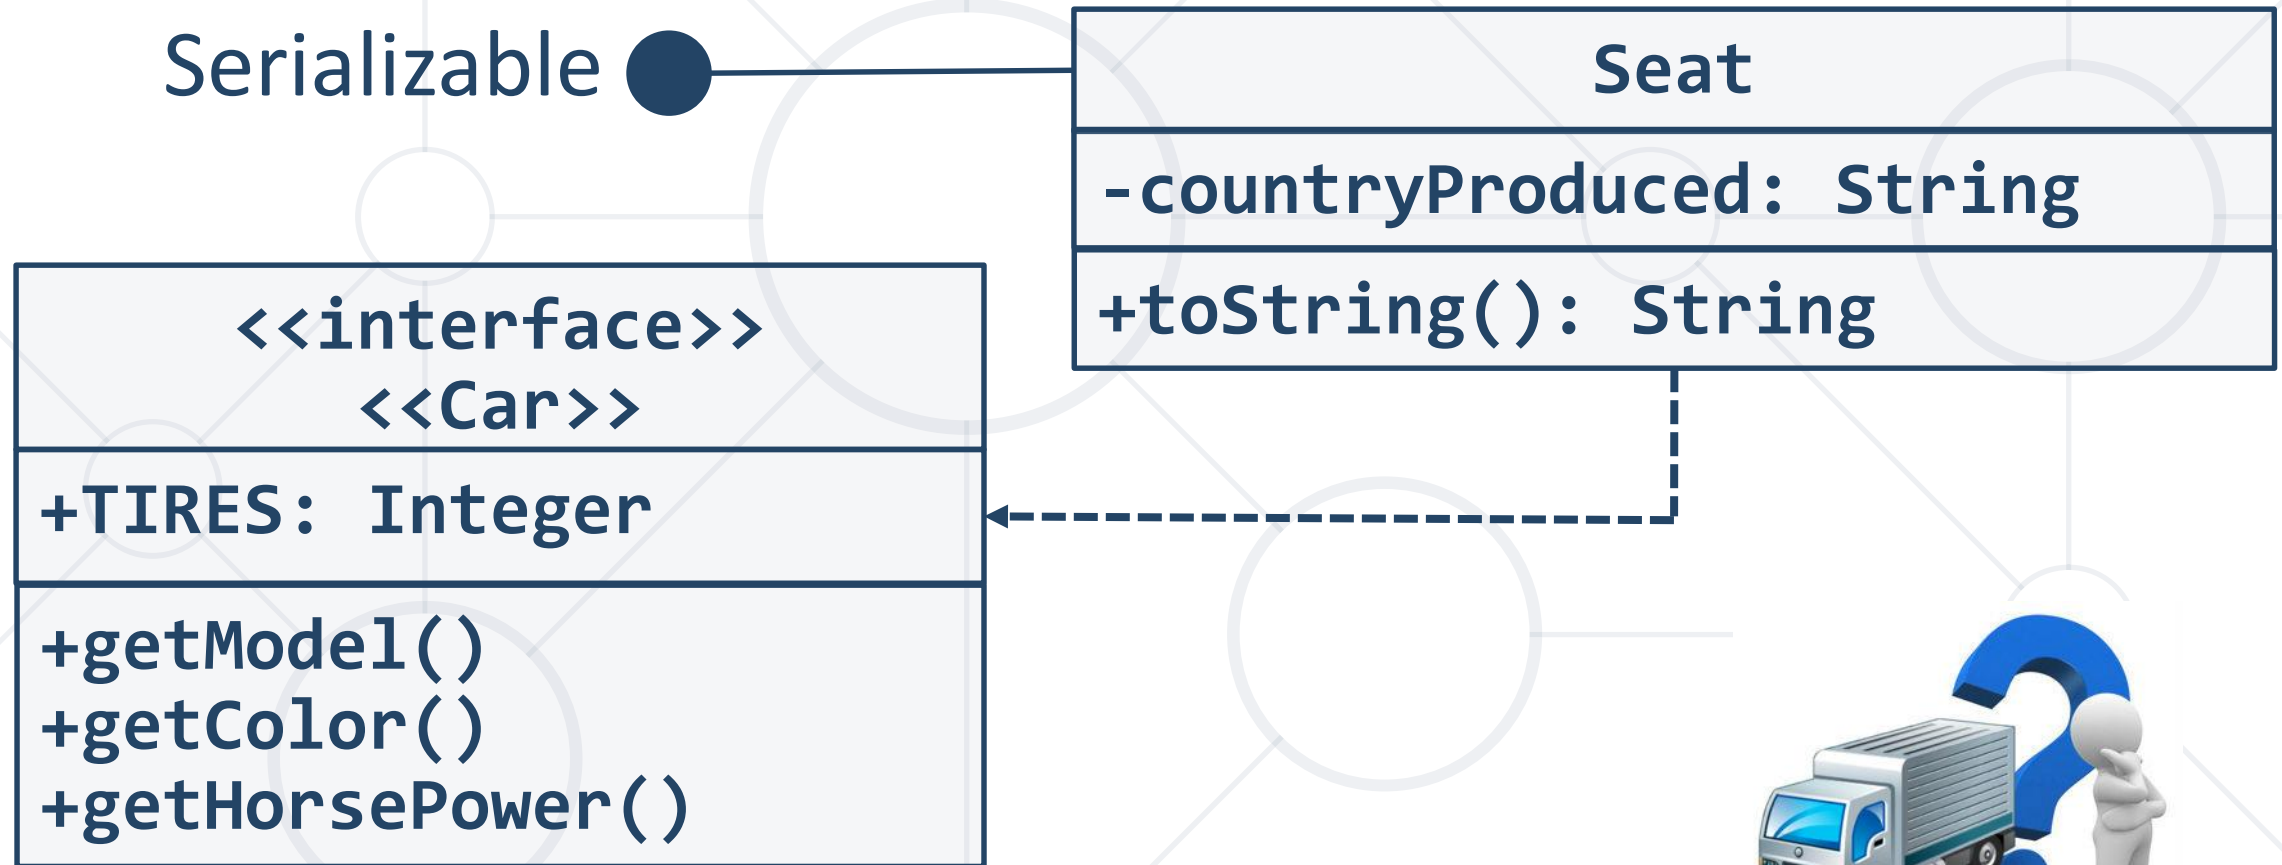 Serializable
Seat
-countryProduced: String
+toString(): String
<<interface>>
<<Car>>
+TIRES: Integer
+getModel()
+getColor()
+getHorsePower()